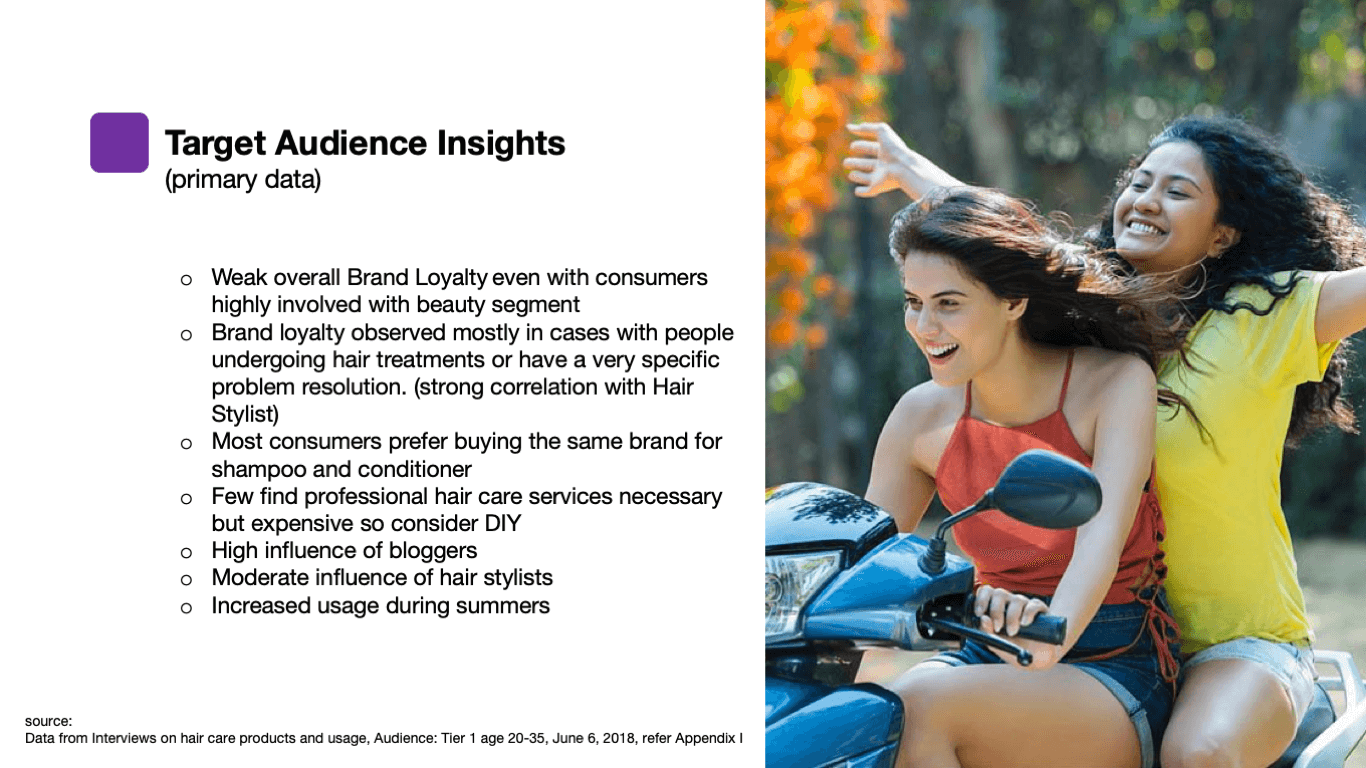 Target Audience Insights
(primary data)
○ Weak overall Brand Loyalty even with consumers
highly involved with beauty segment
○ Brand loyalty observed mostly in cases with people
undergoing hair treatments or have a very specific
problem resolution. (strong correlation with Hair
Stylist)
○ Most consumers prefer buying the same brand for
shampoo and conditioner
○ Few find professional hair care services necessary
but expensive so consider DIY
○ High influence of bloggers
○ Moderate influence of hair stylists
○ Increased usage during summers
source:
Data from Interviews on hair care products and usage, Audience: Tier 1 age 20-35, June 6, 2018, refer Appendix I